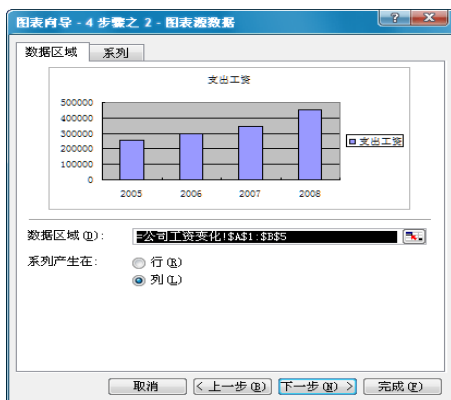 图表向导 - 4 步骤之 2 - 图表源数据
数据区域 系列
支出工资
500000
400000
300000
200000
100000
0
支出工资
2005 2006 2007 2008
数据区域(D): =公司工资变化!$A$1:$B$5
系列产生在: 行(R)
列(L)
取消 < 上一步(B) 下一步(N) > 完成(F)